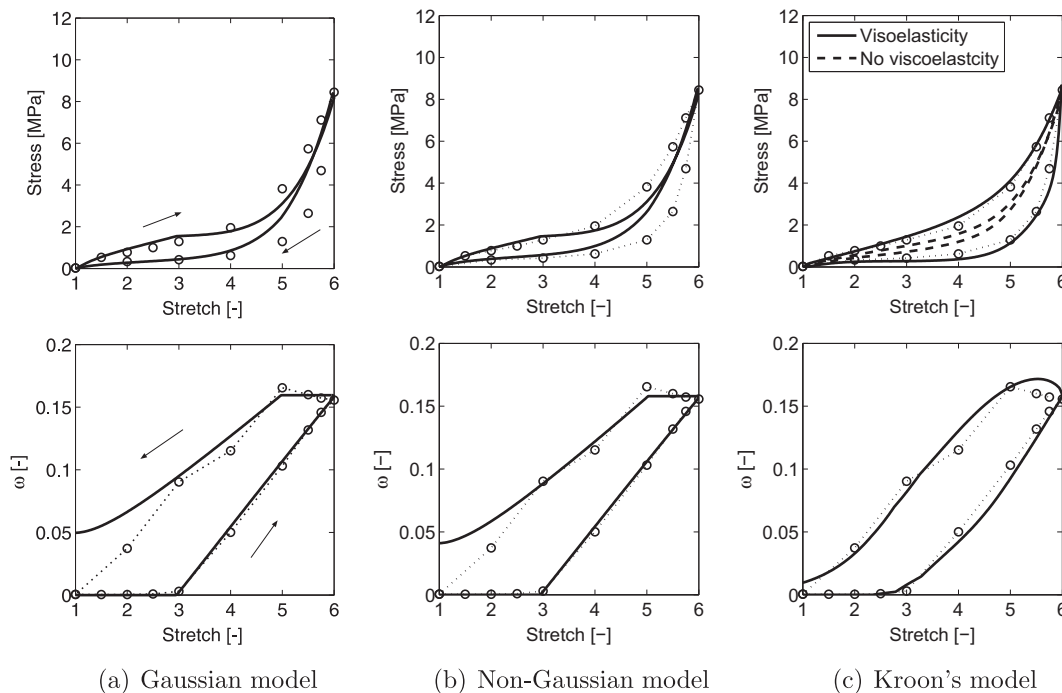 12
10
8
6
4
2
0
Stress [MPa]
1 2 3 4 5 6
Stretch [-]
12
10
8
6
4
2
0
Stress [MPa]
1 2 3 4 5 6
Stretch [−]
12
10
8
6
4
2
0
Stress [MPa]
1 2 3 4 5 6
Stretch [−]
Visoelasticity
No viscoelastcity
0.2
0.15
0.1
0.05
0
ω [-]
1 2 3 4 5 6
Stretch [-]
0.2
0.15
0.1
0.05
0
ω [−]
1 2 3 4 5 6
Stretch [−]
0.2
0.15
0.1
0.05
0
ω [−]
1 2 3 4 5 6
Stretch [−]
(a) Gaussian model
(b) Non-Gaussian model
(c) Kroon's model